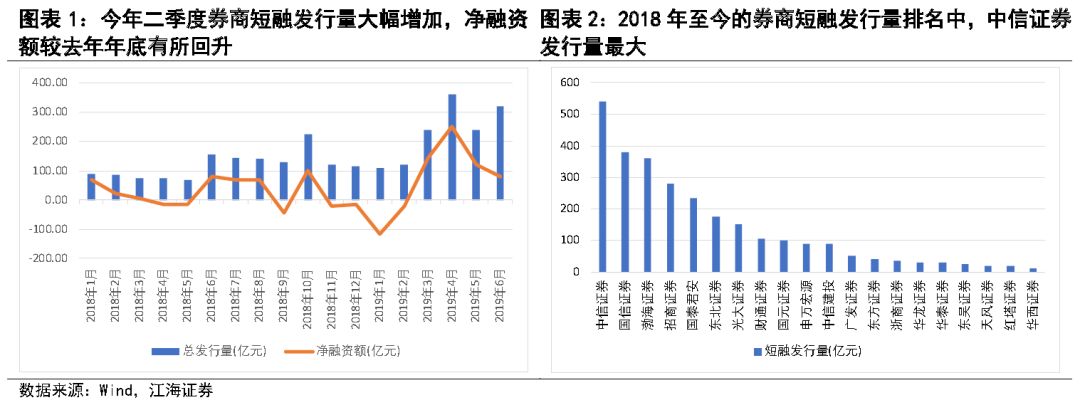 图表 1：今年二季度券商短融发行量大幅增加，净融资
额较去年年底有所回升
400.00
300.00
200.00
100.00
0.00
-100.00
-200.00
2018年1月
2018年2月
2018年3月
2018年4月
2018年5月
2018年6月
2018年7月
2018年8月
2018年9月
2018年10月
2018年11月
2018年12月
2019年1月
2019年2月
2019年3月
2019年4月
2019年5月
2019年6月
总发行量(亿元) 净融资额(亿元)
图表 2：2018 年至今的券商短融发行量排名中，中信证券
发行量最大
600
500
400
300
200
100
0
中信证券
国信证券
渤海证券
招商证券
国泰君安
东北证券
光大证券
财通证券
国元证券
申万宏源
中信建投
广发证券
东方证券
浙商证券
华龙证券
华泰证券
东吴证券
天风证券
红塔证券
华西证券
短融发行量(亿元)
数据来源：Wind，江海证券